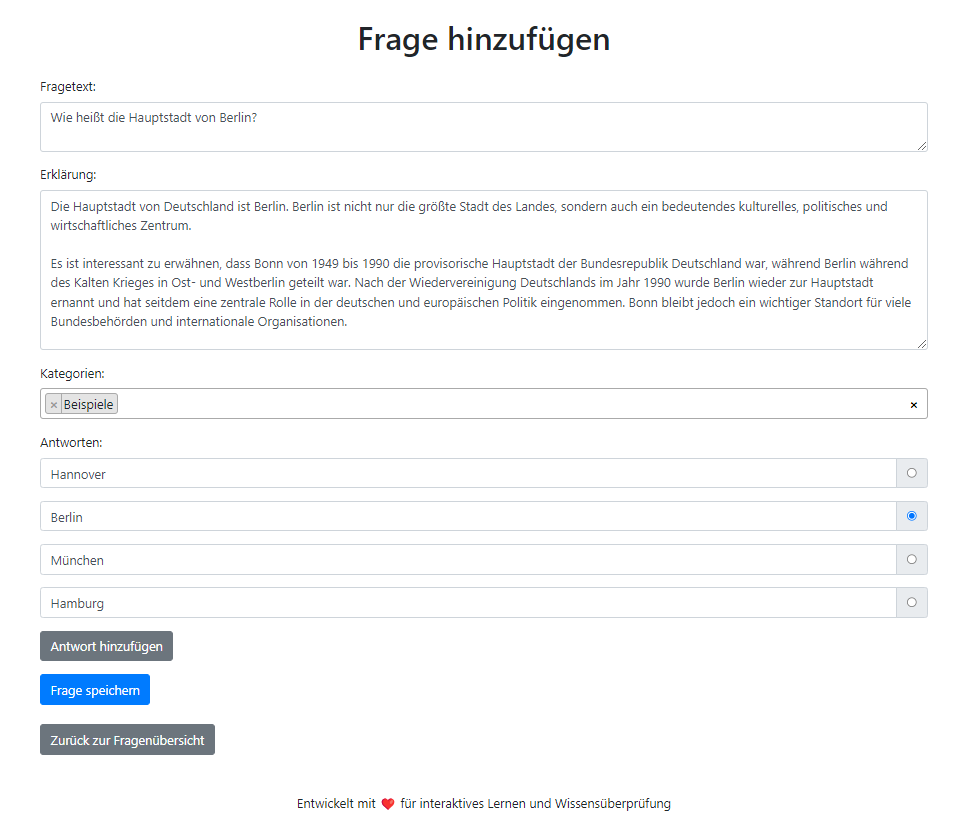 Frage hinzufügen
Fragetext:
Wie heißt die Hauptstadt von Berlin?
Erklärung:
Die Hauptstadt von Deutschland ist Berlin. Berlin ist nicht nur die größte Stadt des Landes, sondern auch ein bedeutendes kulturelles, politisches und
wirtschaftliches Zentrum.
Es ist interessant zu erwähnen, dass Bonn von 1949 bis 1990 die provisorische Hauptstadt der Bundesrepublik Deutschland war, während Berlin während
des Kalten Krieges in Ost- und Westberlin geteilt war. Nach der Wiedervereinigung Deutschlands im Jahr 1990 wurde Berlin wieder zur Hauptstadt
ernannt und hat seitdem eine zentrale Rolle in der deutschen und europäischen Politik eingenommen. Bonn bleibt jedoch ein wichtiger Standort für viele
Bundesbehörden und internationale Organisationen.
Kategorien:
× Beispiele ×
Antworten:
Hannover
Berlin
München
Hamburg
Antwort hinzufügen
Frage speichern
Zurück zur Fragenübersicht
Entwickelt mit ❤ für interaktives Lernen und Wissensüberprüfung